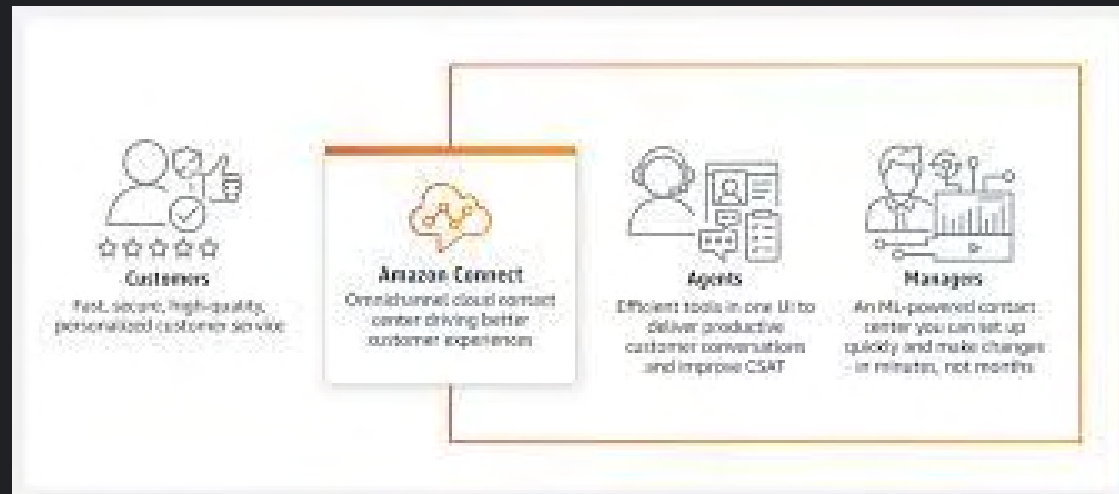 Customers
Fast, secure, high-quality,
personalized customer service
Amazon Connect
Omnichannel cloud contact
center driving better
customer experiences
Agents
Efficient tools in one UI to
deliver productive
customer conversations
and improve CSAT
Managers
An ML-powered contact
center you can set up
quickly and make changes
in minutes, not months